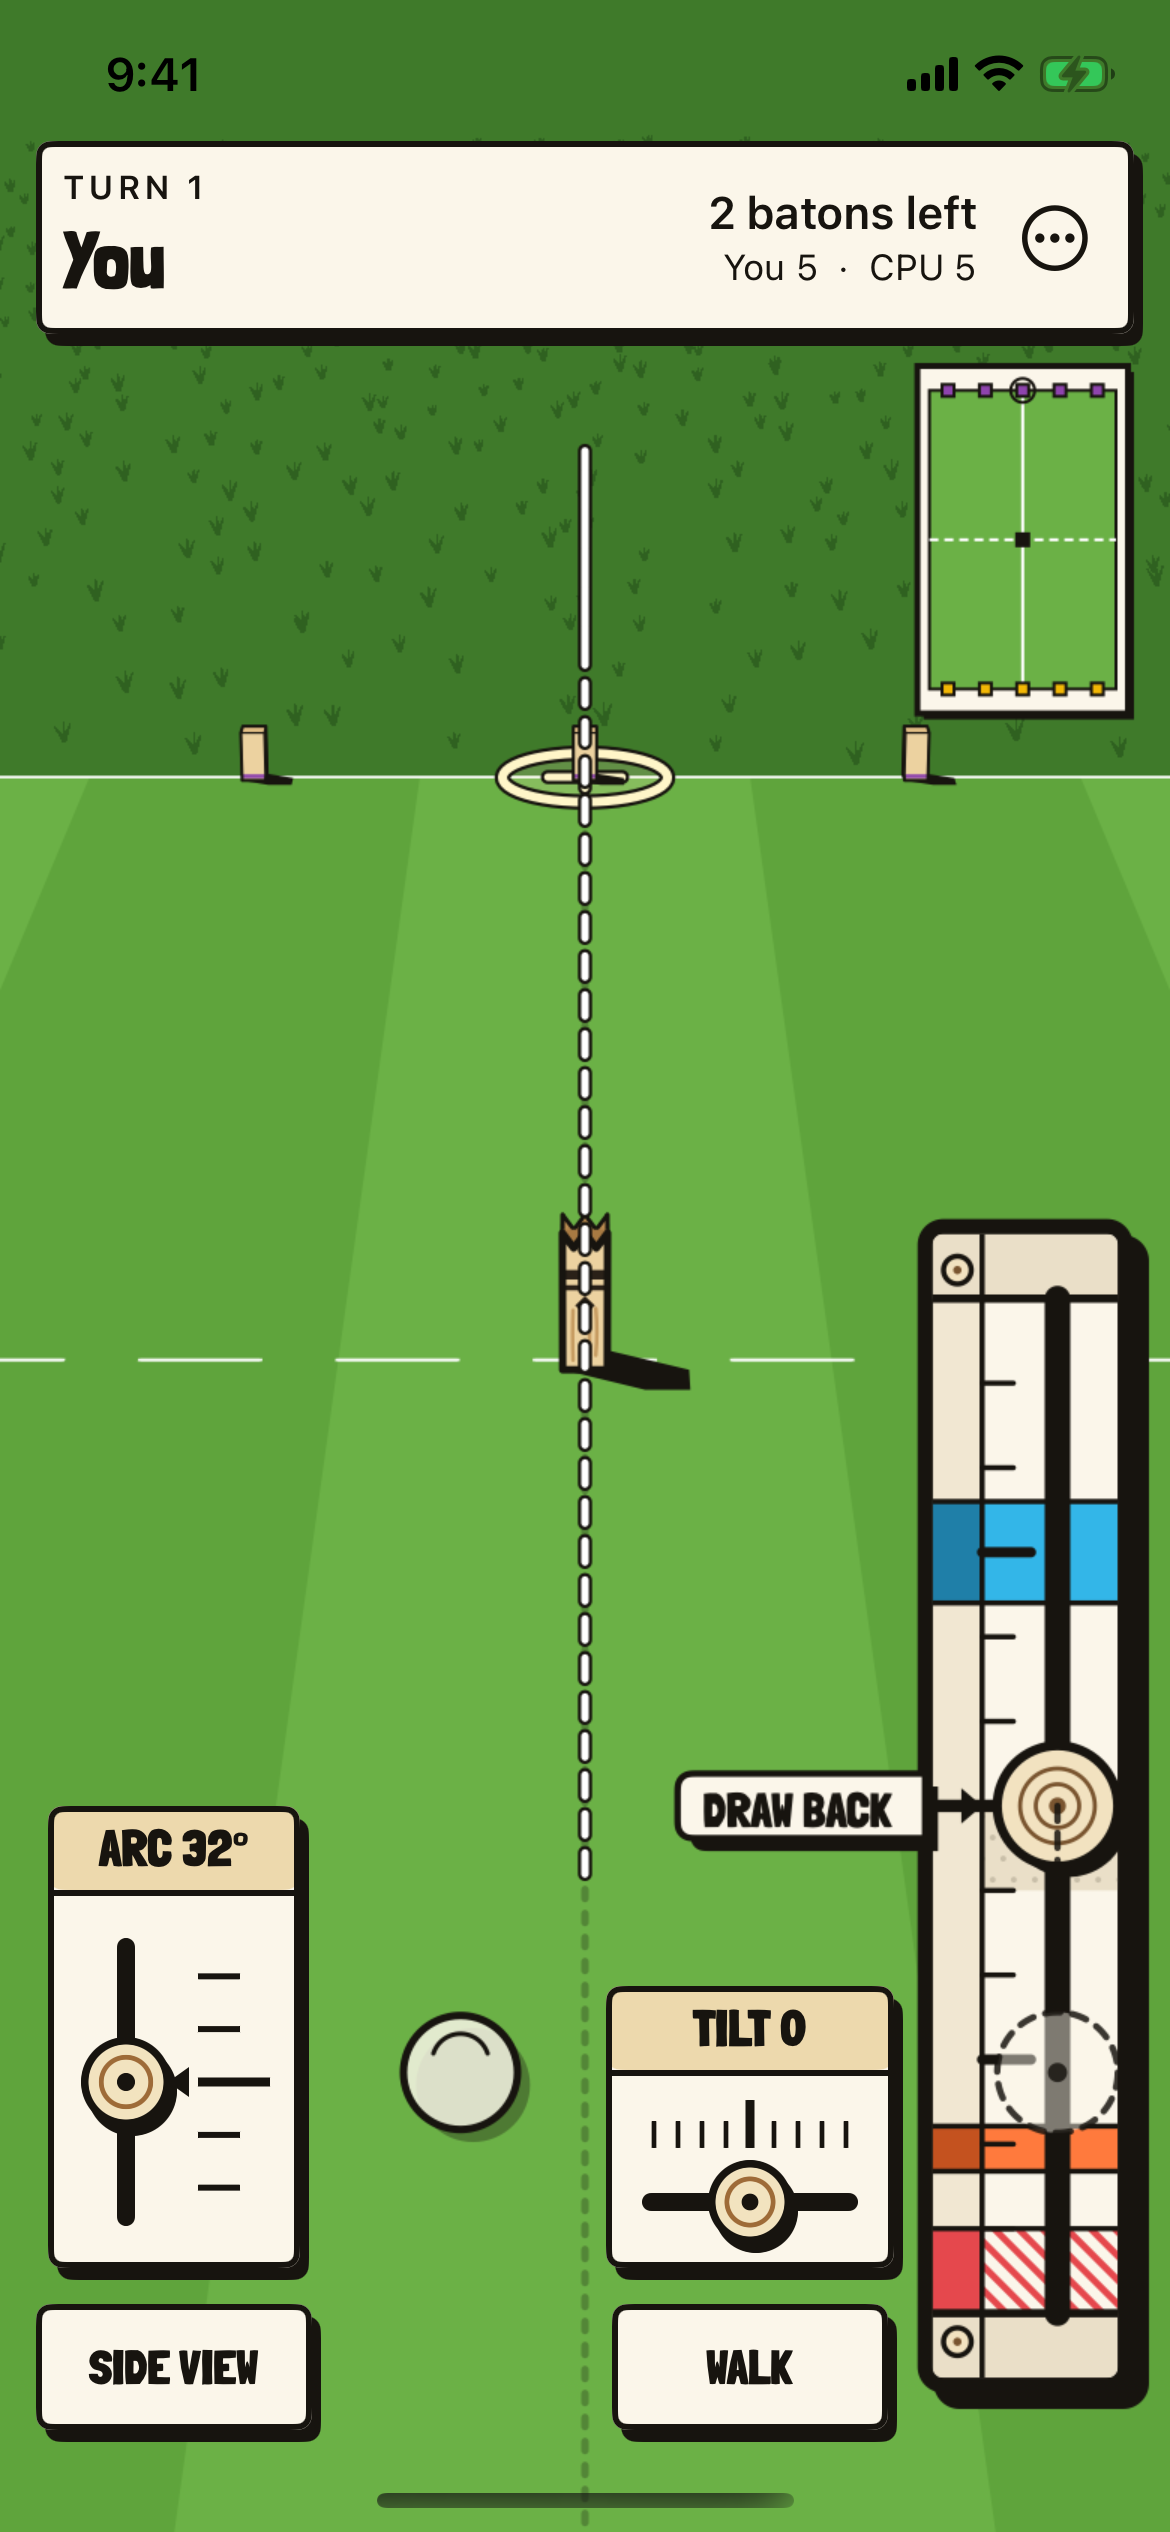 9:41
TURN 1
You
2 batons left
You 5 · CPU 5
DRAW BACK
ARC 32°
TILT 0
SIDE VIEW
WALK